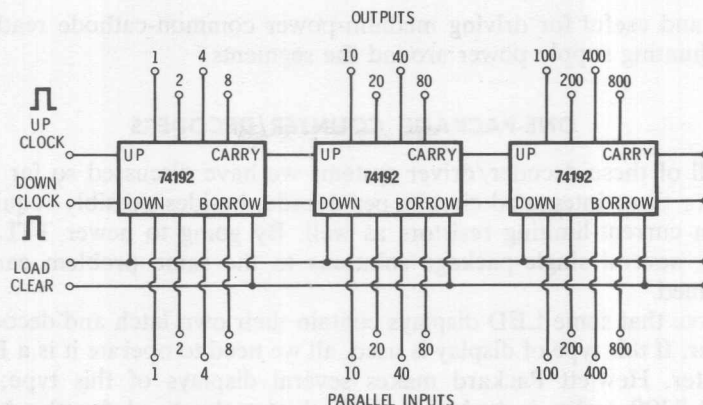 OUTPUTS
1 4 10 40 100 400
2 8 20 80 200 800
UP
CLOCK
UP CARRY UP CARRY UP CARRY
74192 74192 74192
DOWN
CLOCK
DOWN BORROW DOWN BORROW DOWN BORROW
LOAD
CLEAR
2 8 20 80 200 800
1 4 10 40 100 400
PARALLEL INPUTS